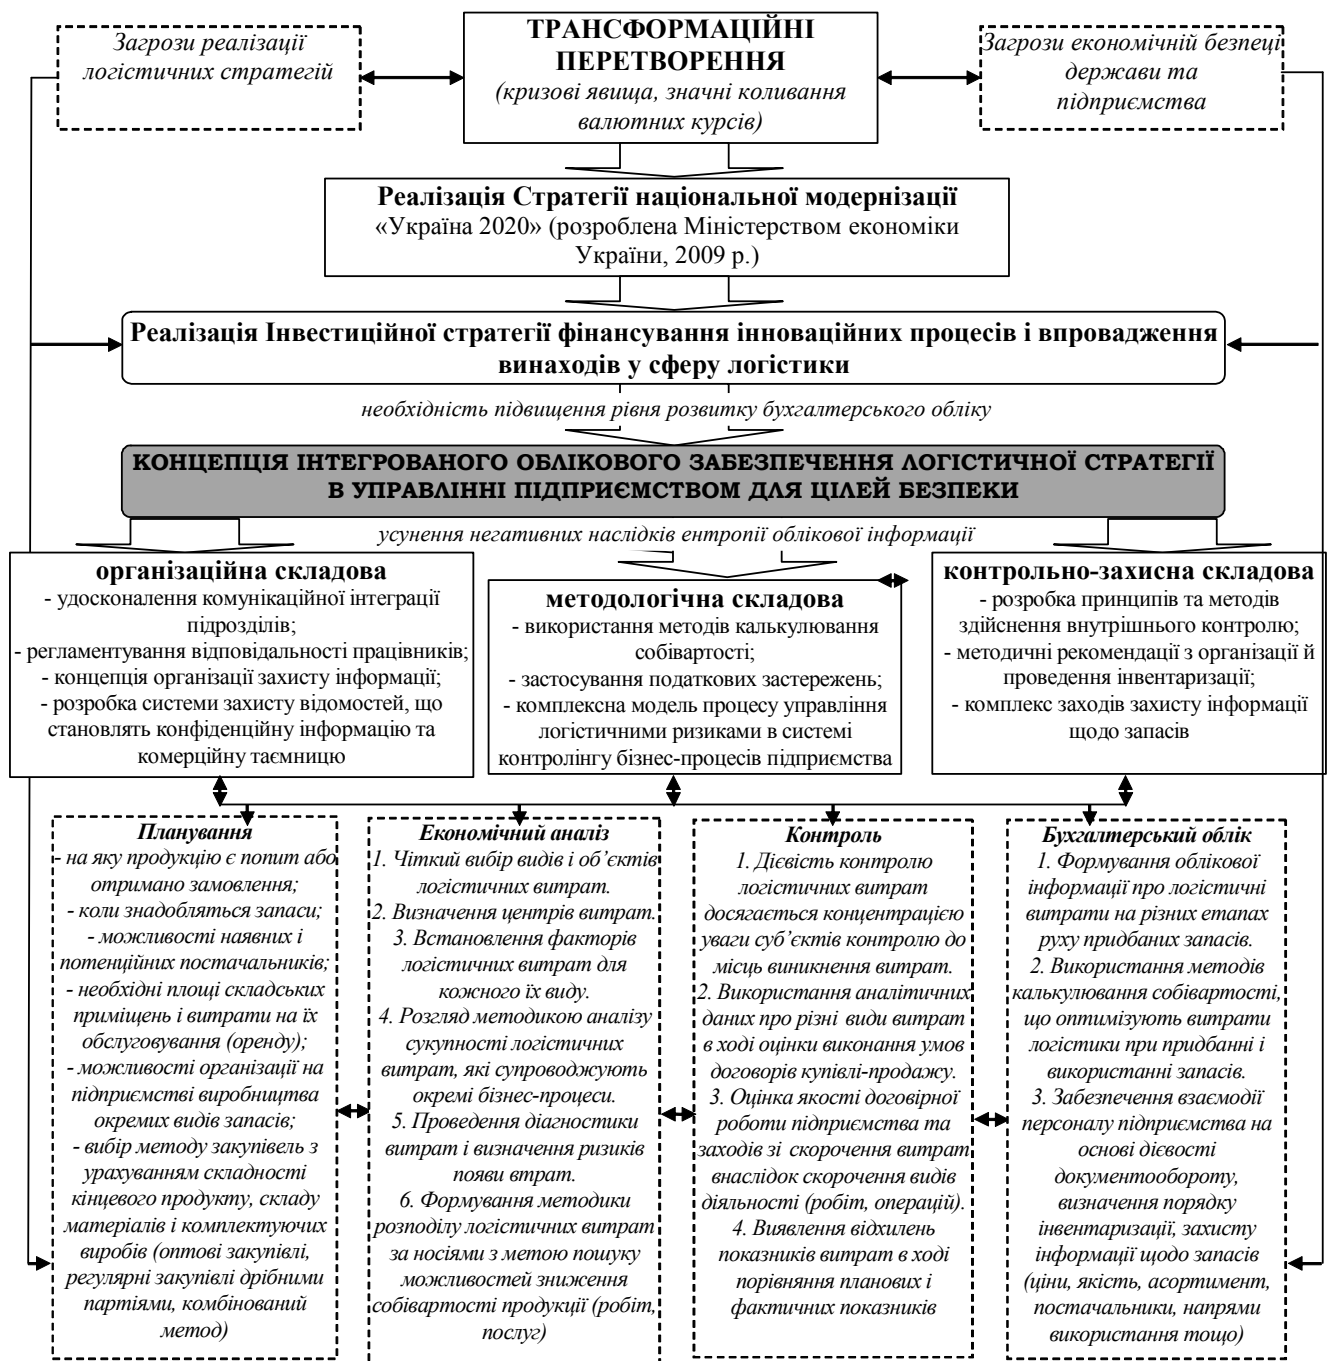 Загрози реалізації
логістичних стратегій
ТРАНСФОРМАЦІЙНІ
ПЕРЕТВОРЕННЯ
(кризові явища, значні коливання
валютних курсів)
Загрози економічній безпеці
держави та
підприємства
Реалізація Стратегії національної модернізації
«Україна 2020» (розроблена Міністерством економіки
України, 2009 р.)
Реалізація Інвестиційної стратегії фінансування інноваційних процесів і впровадження
винаходів у сферу логістики
необхідність підвищення рівня розвитку бухгалтерського обліку
КОНЦЕПЦІЯ ІНТЕГРОВАНОГО ОБЛІКОВОГО ЗАБЕЗПЕЧЕННЯ ЛОГІСТИЧНОЇ СТРАТЕГІЇ
В УПРАВЛІННІ ПІДПРИЄМСТВОМ ДЛЯ ЦІЛЕЙ БЕЗПЕКИ
усунення негативних наслідків ентропії облікової інформації
організаційна складова
- удосконалення комунікаційної інтеграції
підрозділів;
- регламентування відповідальності працівників;
- концепція організації захисту інформації;
- розробка системи захисту відомостей, що
становлять конфіденційну інформацію та
комерційну таємницю
методологічна складова
- використання методів калькулювання
собівартості;
- застосування податкових застережень;
- комплексна модель процесу управління
логістичними ризиками в системі
контролінгу бізнес-процесів підприємства
контрольно-захисна складова
- розробка принципів та методів
здійснення внутрішнього контролю;
- методичні рекомендації з організації й
проведення інвентаризації;
- комплекс заходів захисту інформації
щодо запасів
Планування
- на яку продукцію є попит або
отримано замовлення;
- коли знадобляться запаси;
- можливості наявних і
потенційних постачальників;
- необхідні площі складських
приміщень і витрати на їх
обслуговування (оренду);
- можливості організації на
підприємстві виробництва
окремих видів запасів;
- вибір методу закупівель з
урахуванням складності
кінцевого продукту, складу
матеріалів і комплектуючих
виробів (оптові закупівлі,
регулярні закупівлі дрібними
партіями, комбінований
метод)
Економічний аналіз
1. Чіткий вибір видів і об’єктів
логістичних витрат.
2. Визначення центрів витрат.
3. Встановлення факторів
логістичних витрат для
кожного їх виду.
4. Розгляд методикою аналізу
сукупності логістичних
витрат, які супроводжують
окремі бізнес-процеси.
5. Проведення діагностики
витрат і визначення ризиків
появи втрат.
6. Формування методики
розподілу логістичних витрат
за носіями з метою пошуку
можливостей зниження
собівартості продукції (робіт,
послуг)
Контроль
1. Дієвість контролю
логістичних витрат
досягається концентрацією
уваги суб’єктів контролю до
місць виникнення витрат.
2. Використання аналітичних
даних про різні види витрат
в ході оцінки виконання умов
договорів купівлі-продажу.
3. Оцінка якості договірної
роботи підприємства та
заходів зі скорочення витрат
внаслідок скорочення видів
діяльності (робіт, операцій).
4. Виявлення відхилень
показників витрат в ході
порівняння планових і
фактичних показників
Бухгалтерський облік
1. Формування облікової
інформації про логістичні
витрати на різних етапах
руху придбаних запасів.
2. Використання методів
калькулювання собівартості,
що оптимізують витрати
логістики при придбанні і
використанні запасів.
3. Забезпечення взаємодії
персоналу підприємства на
основі дієвості
документообороту,
визначення порядку
інвентаризації, захисту
інформації щодо запасів
(ціни, якість, асортимент,
постачальники, напрями
використання тощо)